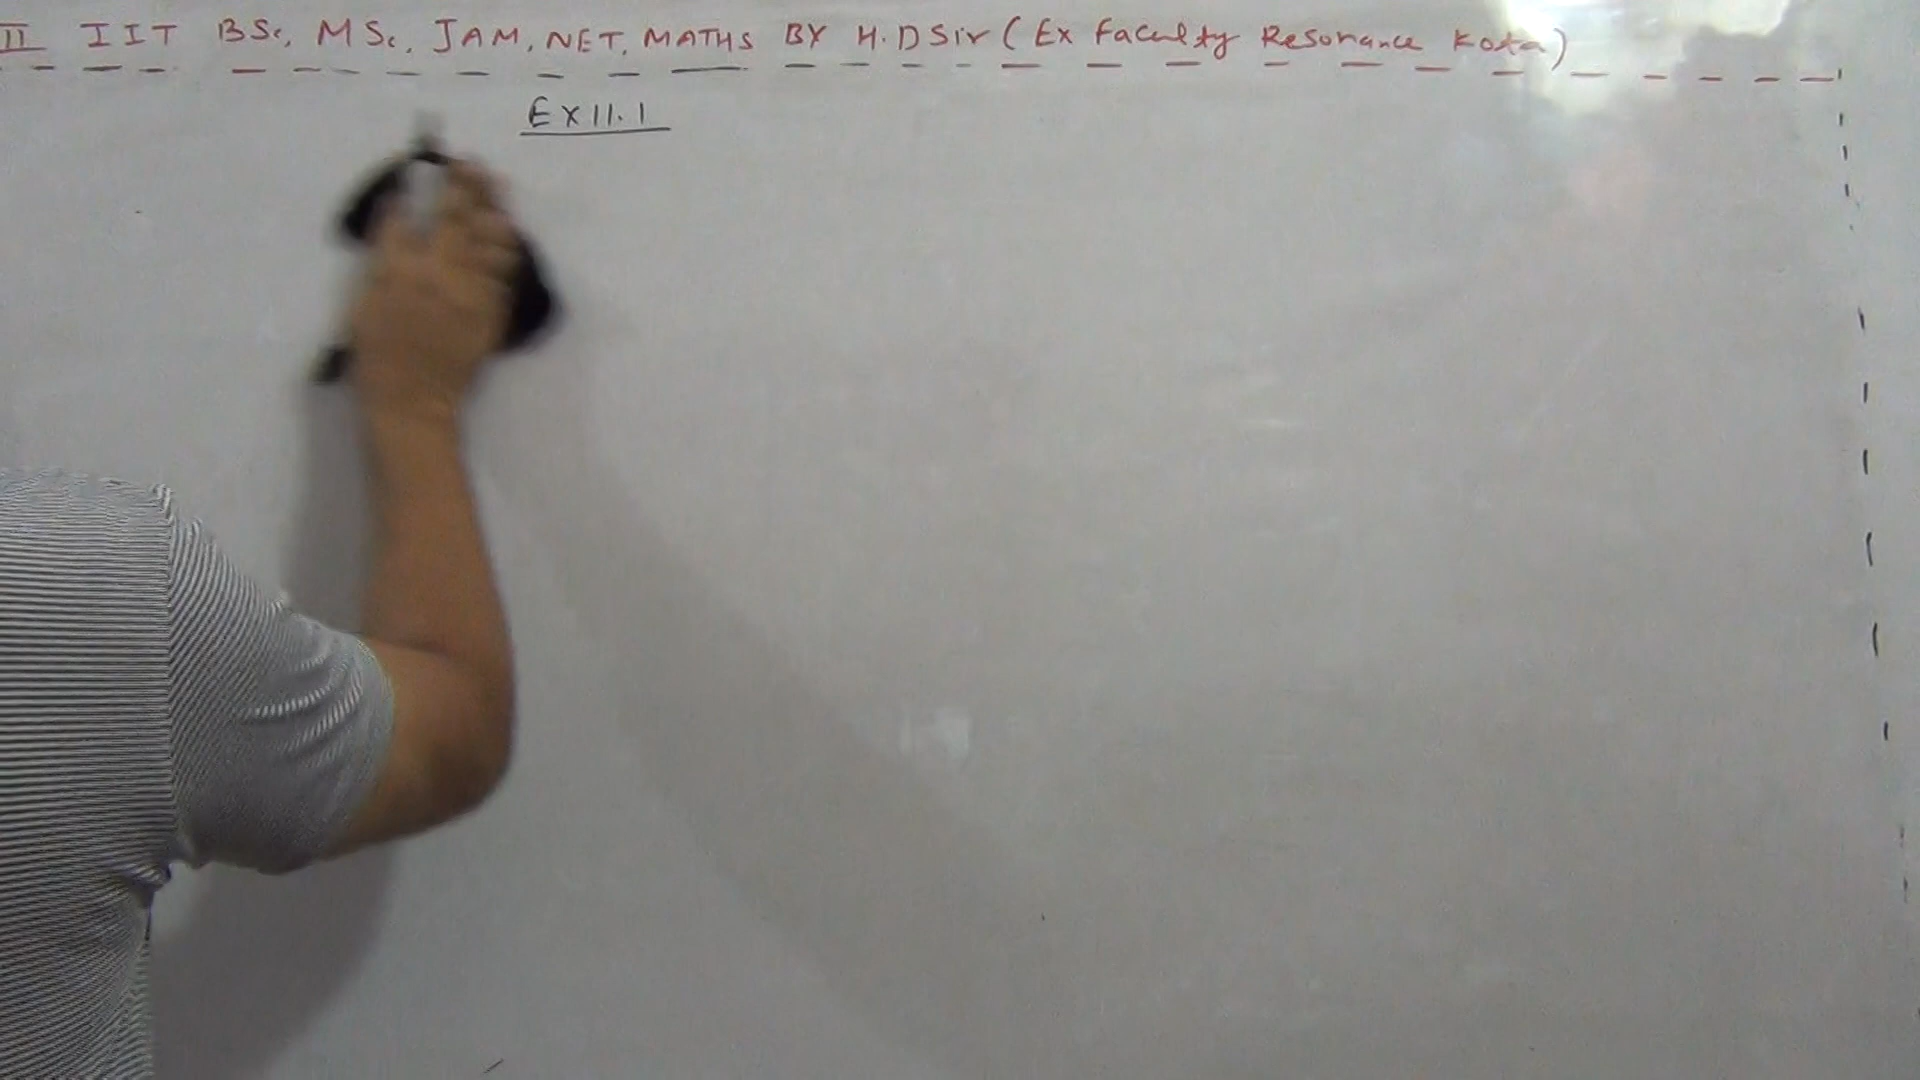 II IIT BSc, MSc, JAM, NET, MATHS BY H.D Sir (Ex Faculty Resonance Kota)
EX 11.1